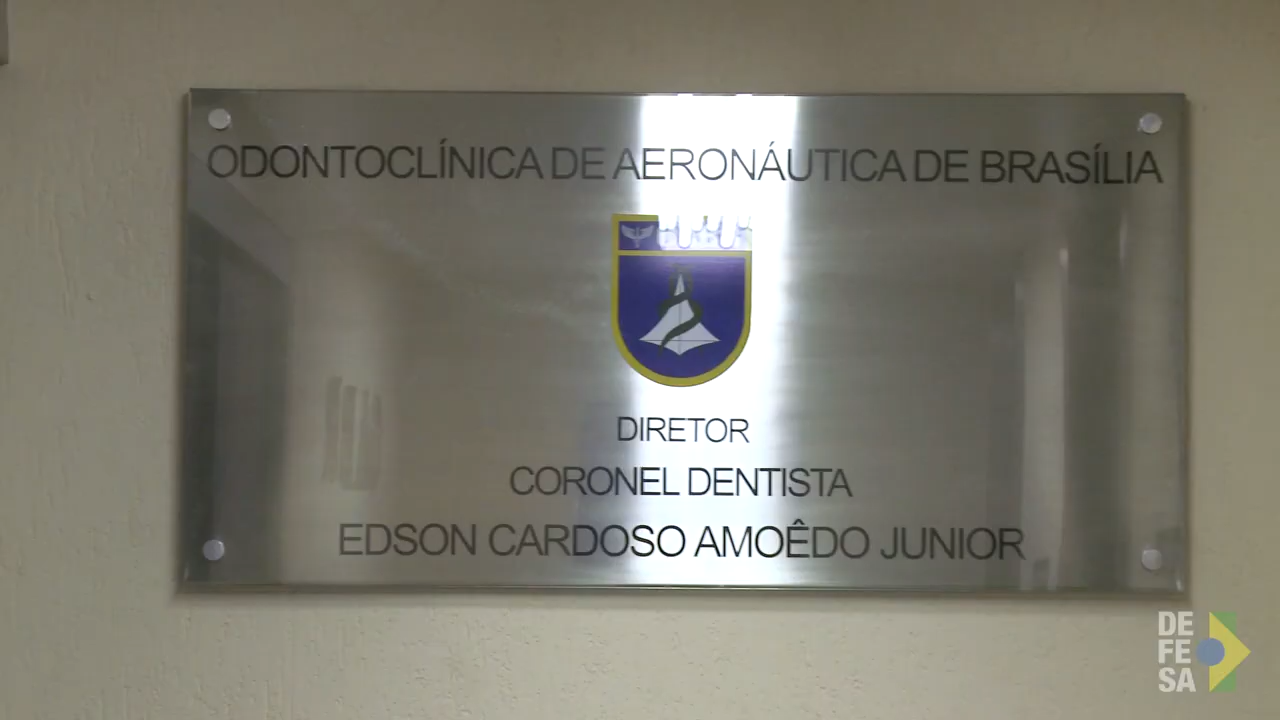 ODONTOCLÍNICA DE AERONÁUTICA DE BRASÍLIA
DIRETOR
CORONEL DENTISTA
EDSON CARDOSO AMOÊDO JUNIOR
DE
FE
SA